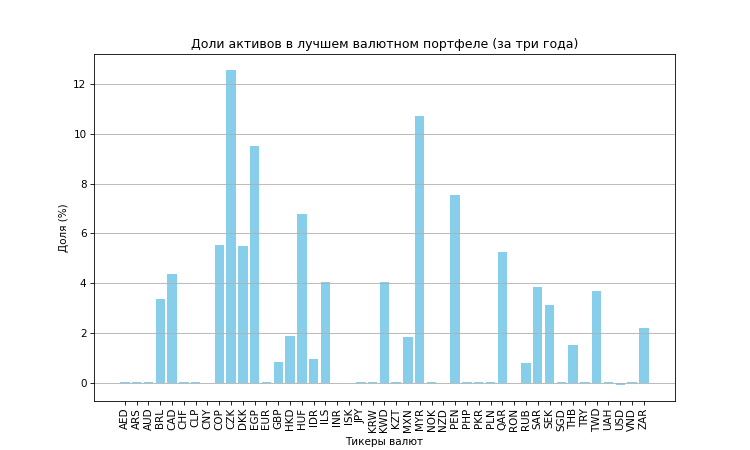 Доли активов в лучшем валютном портфеле (за три года)
Доля (%)
12
10
8
6
4
2
0
AED
ARS
AUD
BRL
CAD
CHF
CLP
CNY
COP
CZK
DKK
EGP
EUR
GBP
HKD
HUF
IDR
ILS
INR
ISK
JPY
KRW
KWD
KZT
MXN
MYR
NOK
NZD
PEN
PHP
PKR
PLN
QAR
RON
RUB
SAR
SEK
SGD
THB
TRY
TWD
UAH
USD
VND
ZAR
Тикеры валют